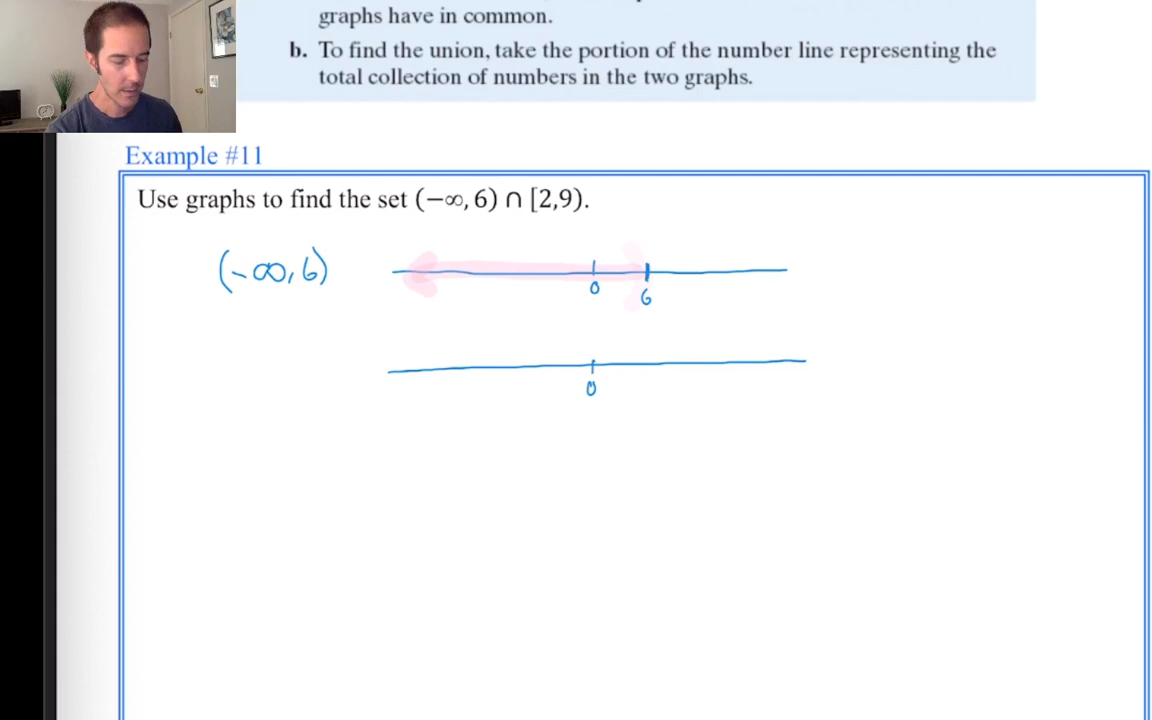 graphs have in common.
b. To find the union, take the portion of the number line representing the
total collection of numbers in the two graphs.
Example #11
Use graphs to find the set (−∞, 6) ∩ [2,9).
(-∞, 6)
0 6
0